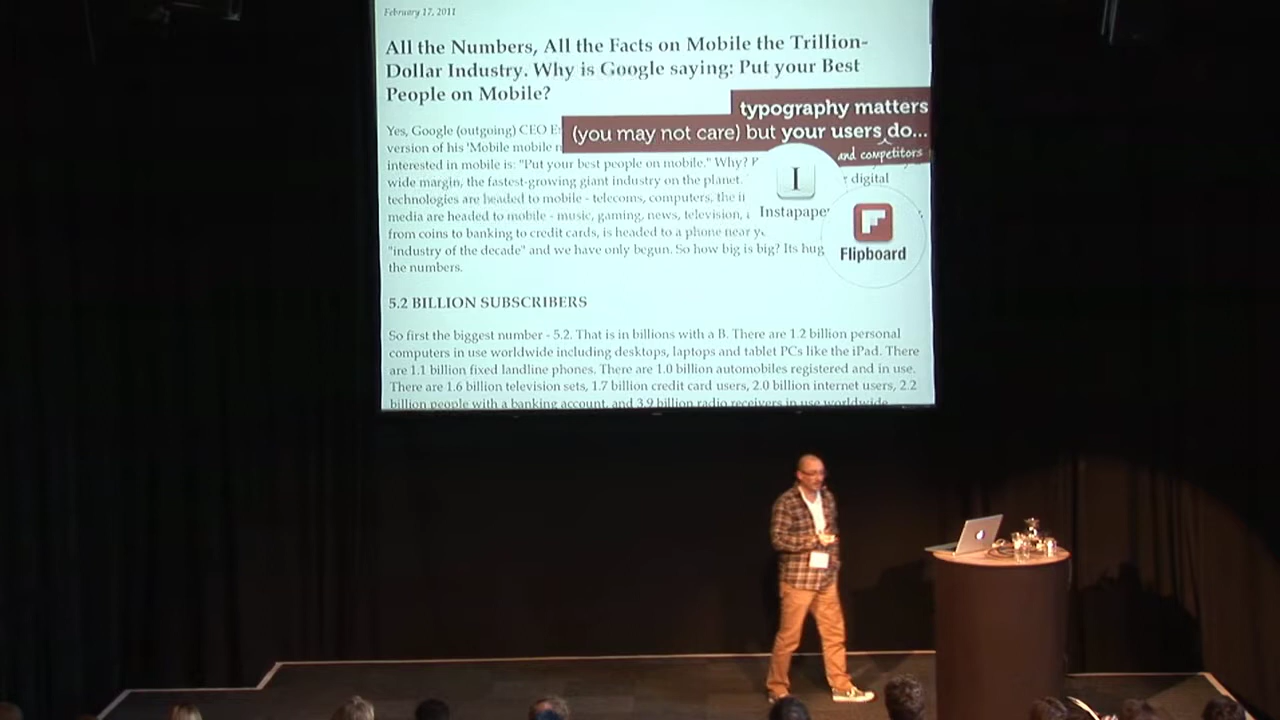 February 17, 2011
All the Numbers, All the Facts on Mobile the Trillion-
Dollar Industry. Why is Google saying: Put your Best
People on Mobile?
typography matters
(you may not care) but your users do...
and competitors
Yes, Google (outgoing) CEO E
version of his 'Mobile mobile
interested in mobile is: "Put your best people on mobile." Why?
wide margin, the fastest-growing giant industry on the planet. digital
technologies are headed to mobile - telecoms, computers, the
media are headed to mobile - music, gaming, news, television,
from coins to banking to credit cards, is headed to a phone near
"industry of the decade" and we have only begun. So how big is big? Its hug
the numbers.
I
Instapape
Flipboard
5.2 BILLION SUBSCRIBERS
So first the biggest number - 5.2. That is in billions with a B. There are 1.2 billion personal
computers in use worldwide including desktops, laptops and tablet PCs like the iPad. There
are 1.1 billion fixed landline phones. There are 1.0 billion automobiles registered and in use.
There are 1.6 billion television sets, 1.7 billion credit card users, 2.0 billion internet users, 2.2
billion people with a banking account, and 3.9 billion radio receivers in use worldwide.